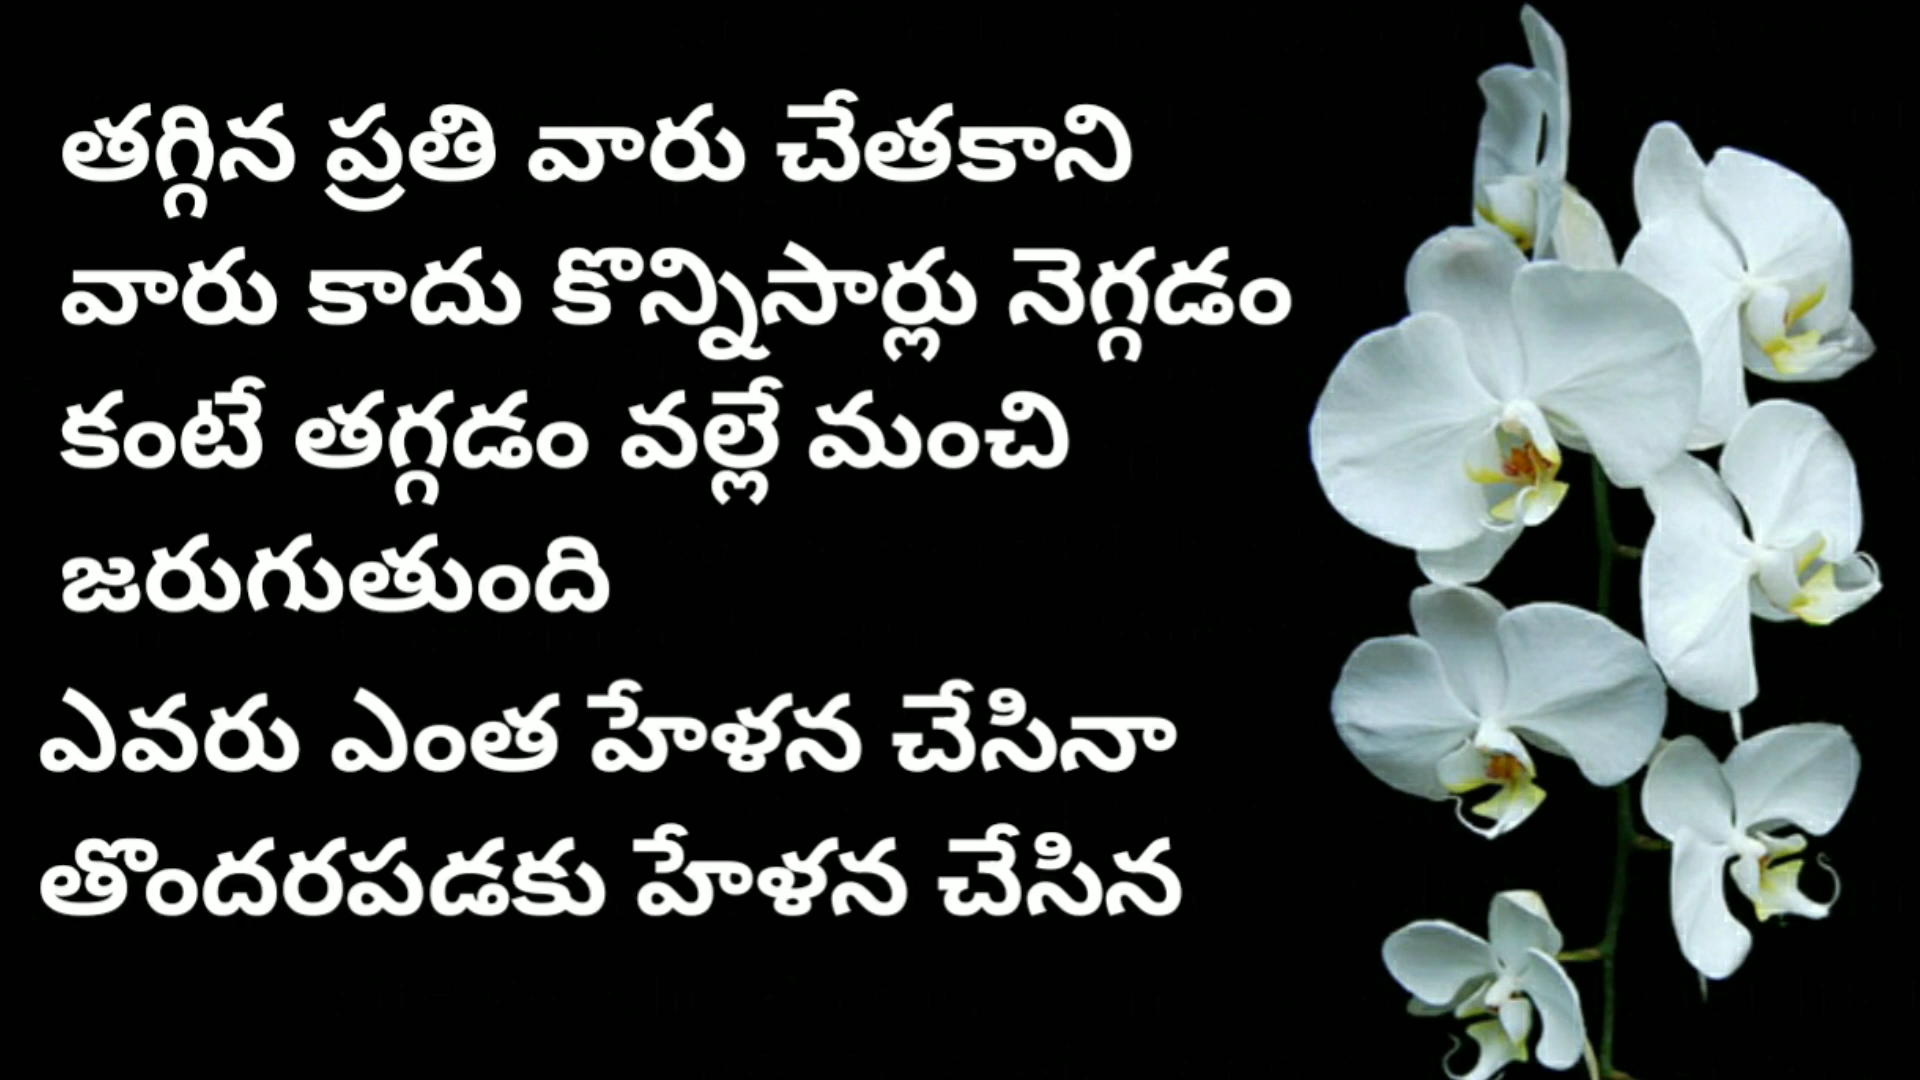 తగ్గిన ప్రతి వారు చేతకాని
వారు కాదు కొన్నిసార్లు నెగ్గడం
కంటే తగ్గడం వల్లే మంచి
జరుగుతుంది
ఎవరు ఎంత హేళన చేసినా
తొందరపడకు హేళన చేసిన